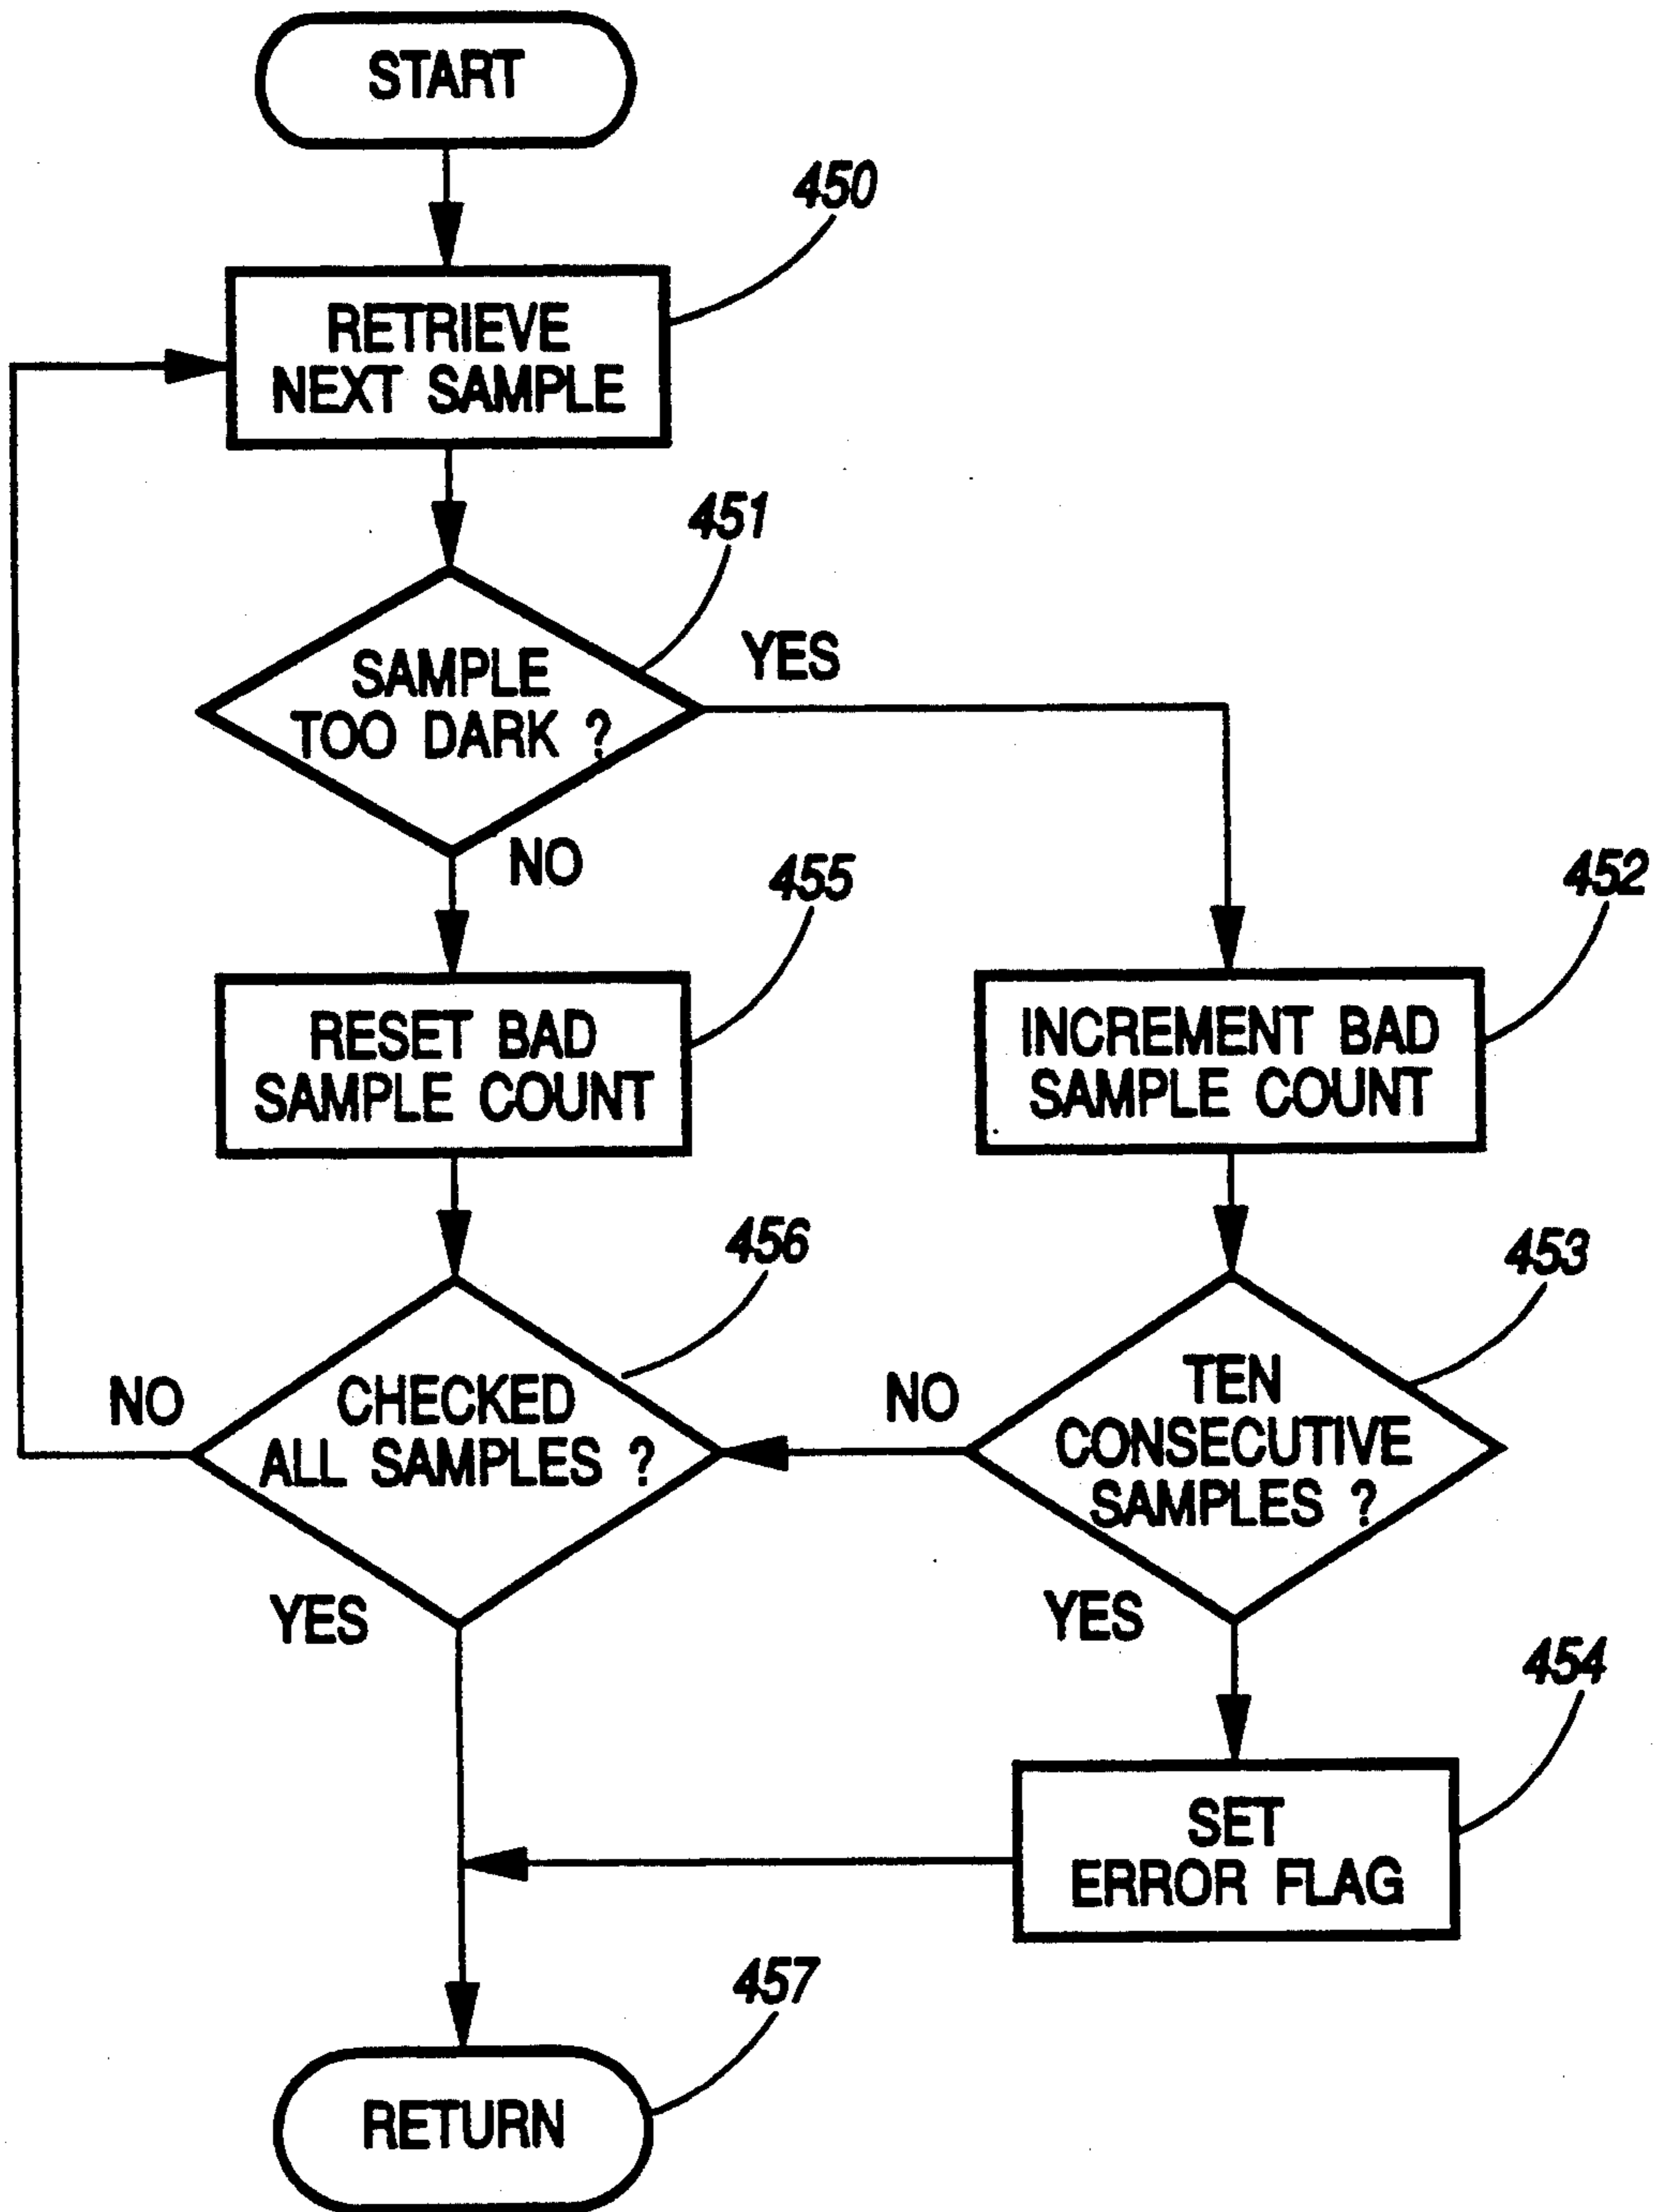 START
450
RETRIEVE
NEXT SAMPLE
451
SAMPLE
TOO DARK ?
YES
NO
455
452
RESET BAD
SAMPLE COUNT
INCREMENT BAD
SAMPLE COUNT
456
453
NO
CHECKED
ALL SAMPLES ?
NO
TEN
CONSECUTIVE
SAMPLES ?
YES
YES
454
SET
ERROR FLAG
457
RETURN